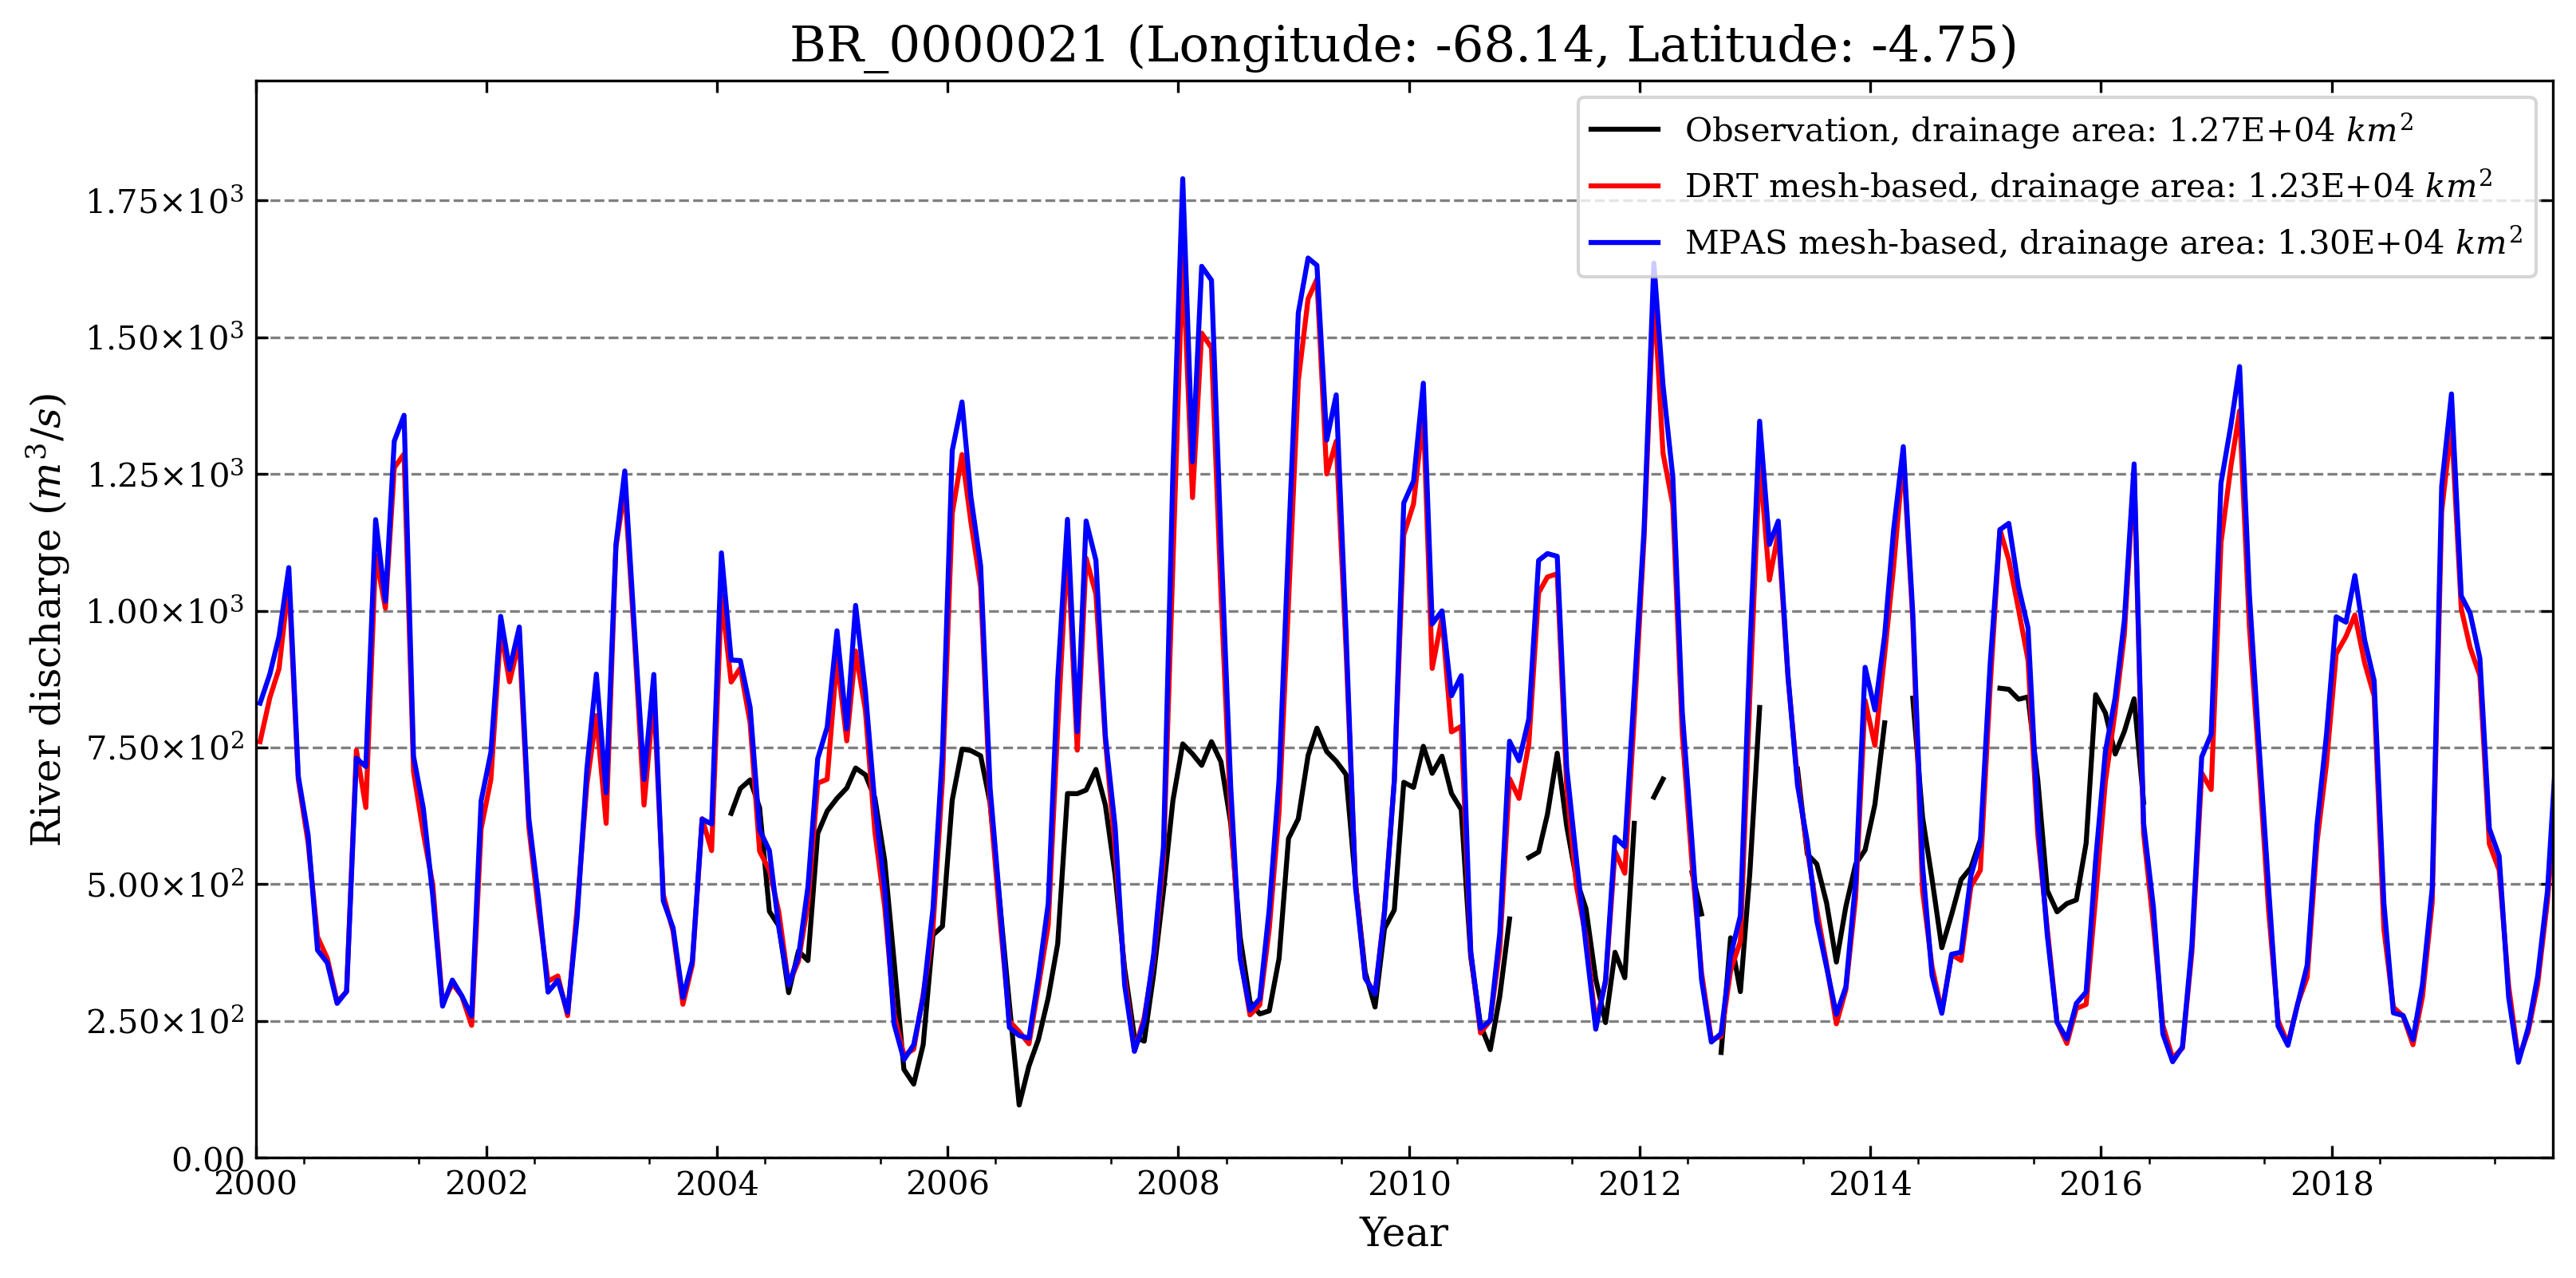 BR_0000021 (Longitude: -68.14, Latitude: -4.75)
Observation, drainage area: 1.27E+04 km²
DRT mesh-based, drainage area: 1.23E+04 km²
MPAS mesh-based, drainage area: 1.30E+04 km²
River discharge (m³/s)
1.75×10³
1.50×10³
1.25×10³
1.00×10³
7.50×10²
5.00×10²
2.50×10²
0.00
2000 2002 2004 2006 2008 2010 2012 2014 2016 2018
Year